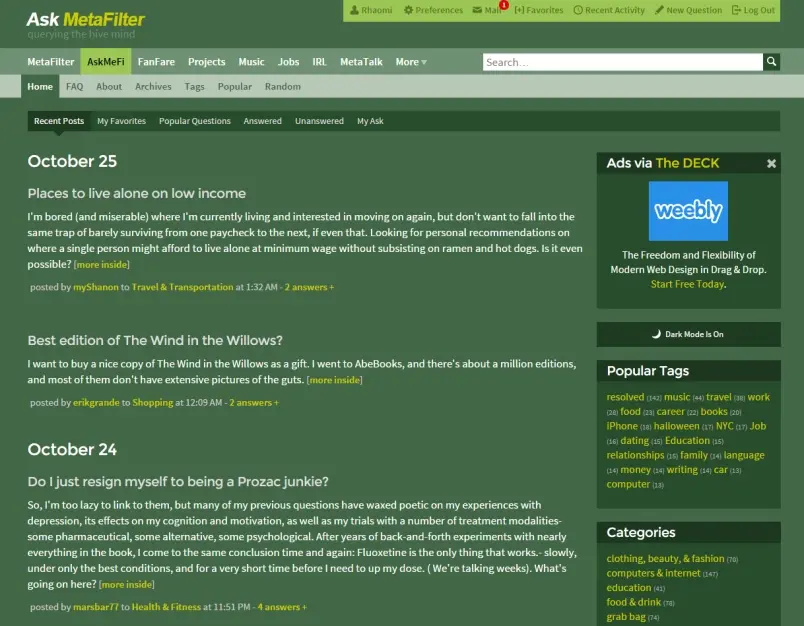 Ask MetaFilter
querying the hive mind
Rhaomi Preferences Mail 1 [+] Favorites Recent Activity New Question Log Out
MetaFilter AskMeFi FanFare Projects Music Jobs IRL MetaTalk More
Search...
Home FAQ About Archives Tags Popular Random
Recent Posts My Favorites Popular Questions Answered Unanswered My Ask
October 25
Places to live alone on low income
I'm bored (and miserable) where I'm currently living and interested in moving on again, but don't want to fall into the
same trap of barely surviving from one paycheck to the next, if even that. Looking for personal recommendations on
where a single person might afford to live alone at minimum wage without subsisting on ramen and hot dogs. Is it even
possible? [more inside]
posted by myShanon to Travel & Transportation at 1:32 AM - 2 answers +
Best edition of The Wind in the Willows?
I want to buy a nice copy of The Wind in the Willows as a gift. I went to AbeBooks, and there's about a million editions,
and most of them don't have extensive pictures of the guts. [more inside]
posted by erikgrande to Shopping at 12:09 AM - 2 answers +
October 24
Do I just resign myself to being a Prozac junkie?
So, I'm too lazy to link to them, but many of my previous questions have waxed poetic on my experiences with
depression, its effects on my cognition and motivation, as well as my trials with a number of treatment modalities-
some pharmaceutical, some alternative, some psychological. After years of back-and-forth experiments with nearly
everything in the book, I come to the same conclusion time and again: Fluoxetine is the only thing that works.- slowly,
under only the best conditions, and for a very short time before I need to up my dose. ( We're talking weeks). What's
going on here? [more inside]
posted by marsbar77 to Health & Fitness at 11:51 PM - 4 answers +
Ads via The DECK
weebly
The Freedom and Flexibility of
Modern Web Design in Drag & Drop.
Start Free Today.
Dark Mode Is On
Popular Tags
resolved (142) music (44) travel (38) work
(28) food (23) career (22) books (20)
iPhone (18) halloween (17) NYC (17) Job
(16) dating (15) Education (15)
relationships (15) family (14) language
(14) money (14) writing (14) car (13)
computer (13)
Categories
clothing, beauty, & fashion (78)
computers & internet (147)
education (41)
food & drink (78)
grab bag (74)